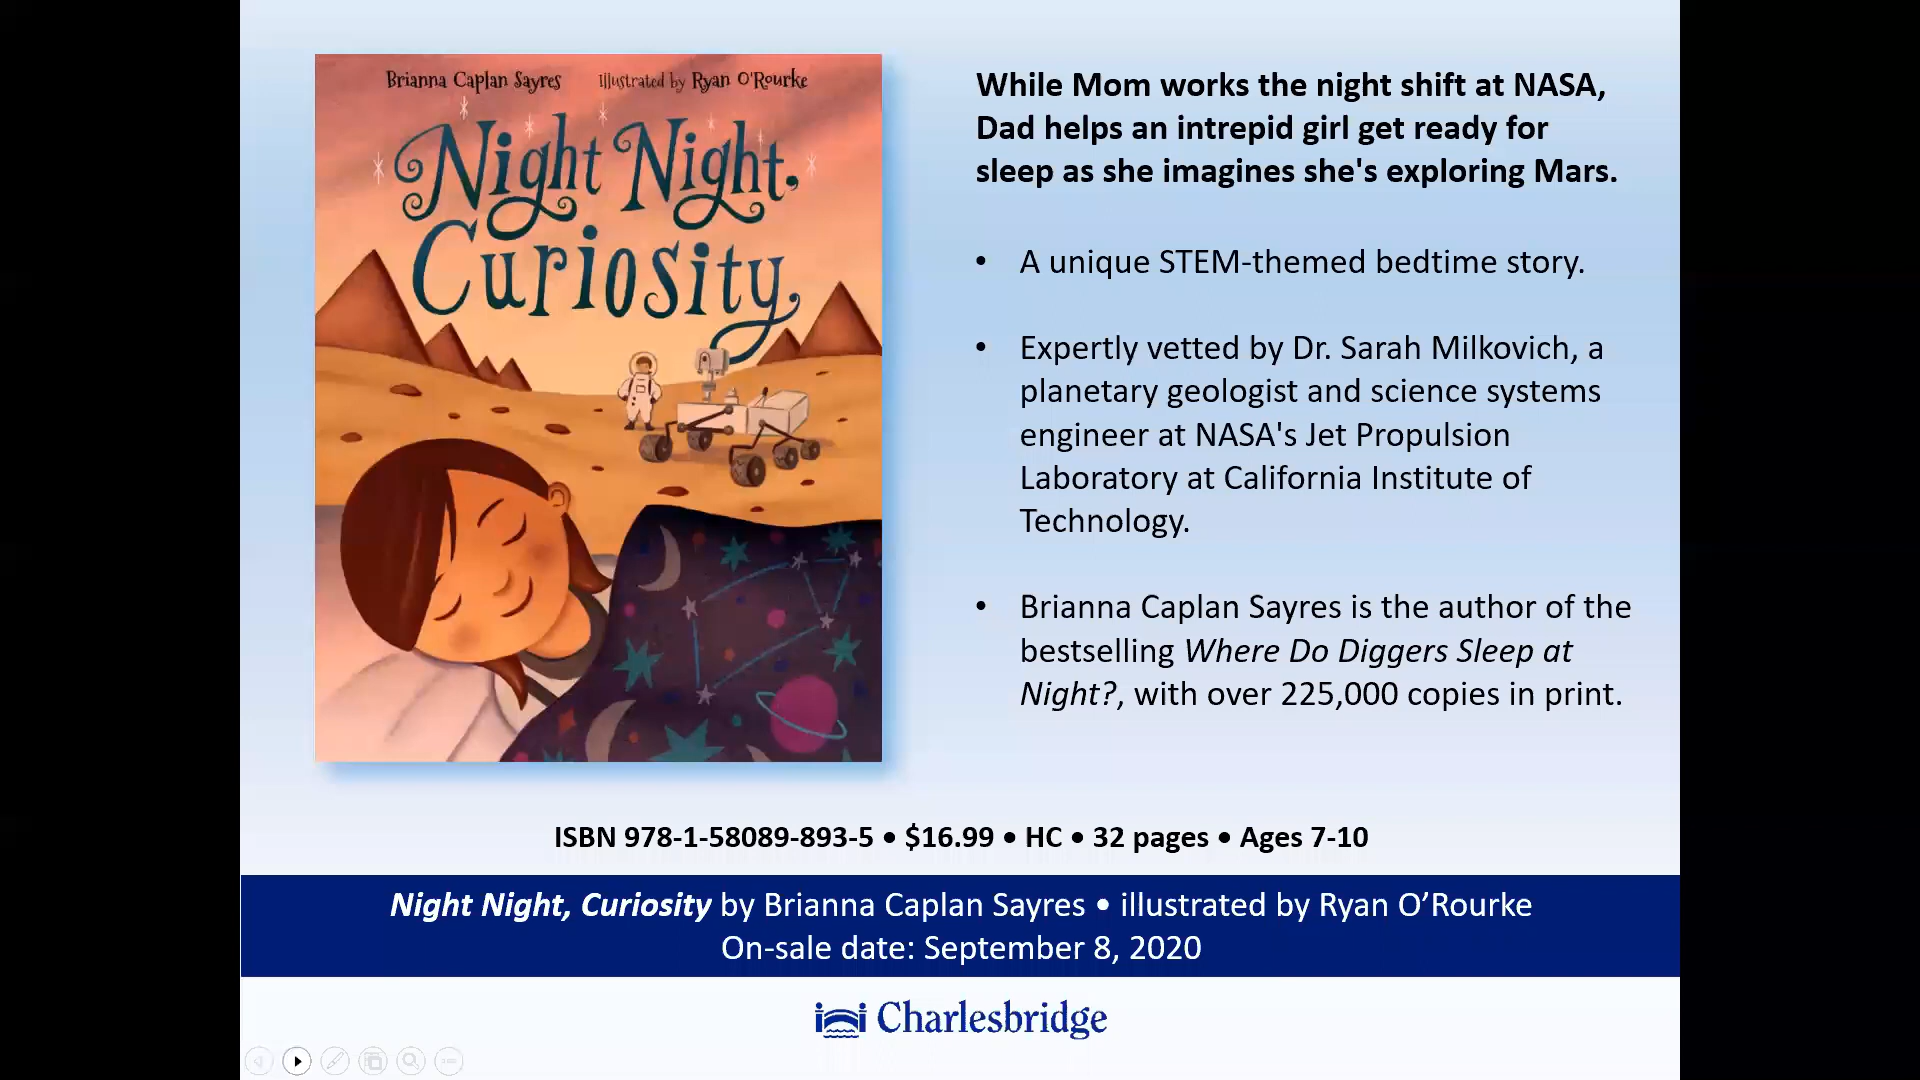 Brianna Caplan Sayres Illustrated by Ryan O'Rourke
Night Night,
Curiosity
While Mom works the night shift at NASA,
Dad helps an intrepid girl get ready for
sleep as she imagines she's exploring Mars.
• A unique STEM-themed bedtime story.
• Expertly vetted by Dr. Sarah Milkovich, a
planetary geologist and science systems
engineer at NASA's Jet Propulsion
Laboratory at California Institute of
Technology.
• Brianna Caplan Sayres is the author of the
bestselling Where Do Diggers Sleep at
Night?, with over 225,000 copies in print.
ISBN 978-1-58089-893-5 • $16.99 • HC • 32 pages • Ages 7-10
Night Night, Curiosity by Brianna Caplan Sayres • illustrated by Ryan O’Rourke
On-sale date: September 8, 2020
Charlesbridge